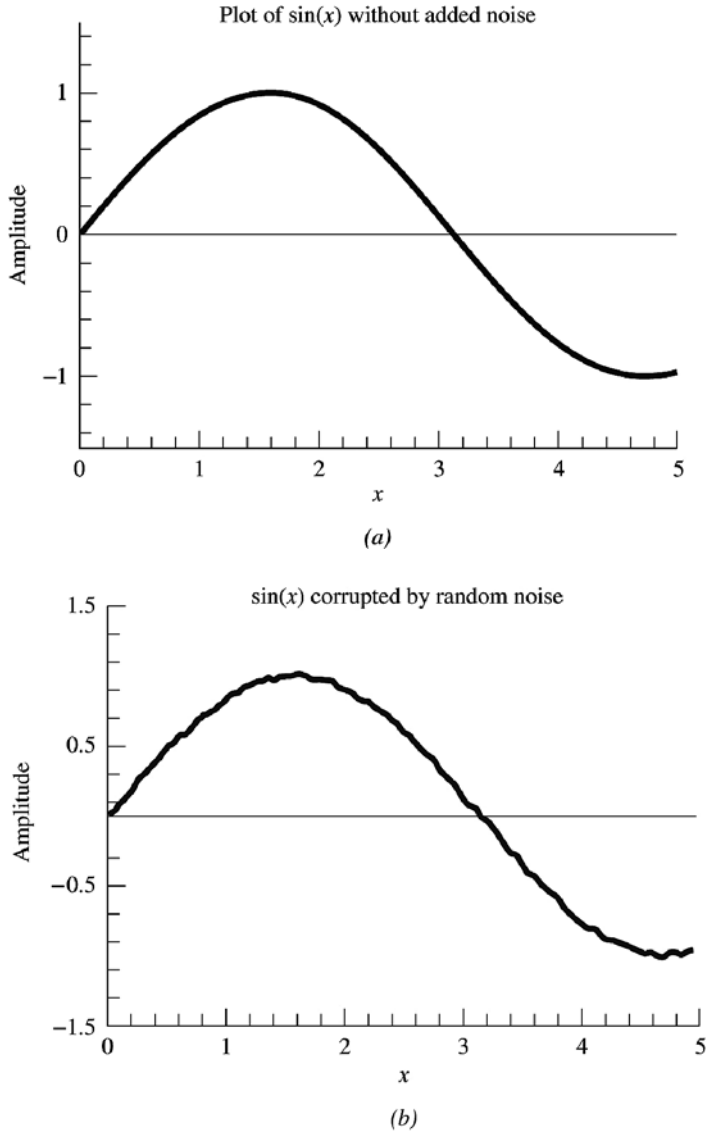 Plot of sin(x) without added noise
1
Amplitude
0
−1
0 1 2 3 4 5
x
(a)
sin(x) corrupted by random noise
1.5
0.5
Amplitude
−0.5
−1.5
0 1 2 3 4 5
x
(b)